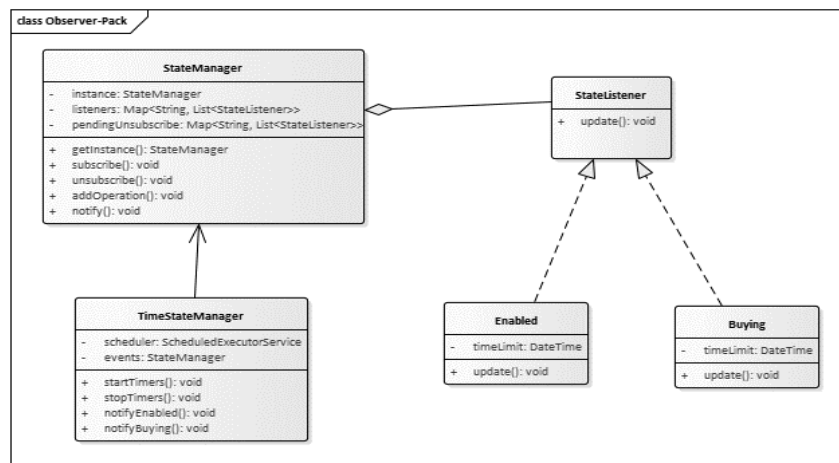 class Observer-Pack
StateManager
- instance: StateManager
- listeners: Map<String, List<StateListener>>
- pendingUnsubscribe: Map<String, List<StateListener>>
+ getInstance(): StateManager
+ subscribe(): void
+ unsubscribe(): void
+ addOperation(): void
+ notify(): void
StateListener
+ update(): void
TimeStateManager
- scheduler: ScheduledExecutorService
- events: StateManager
+ startTimers(): void
+ stopTimers(): void
+ notifyEnabled(): void
+ notifyBuying(): void
Enabled
- timeLimit: DateTime
+ update(): void
Buying
- timeLimit: DateTime
+ update(): void